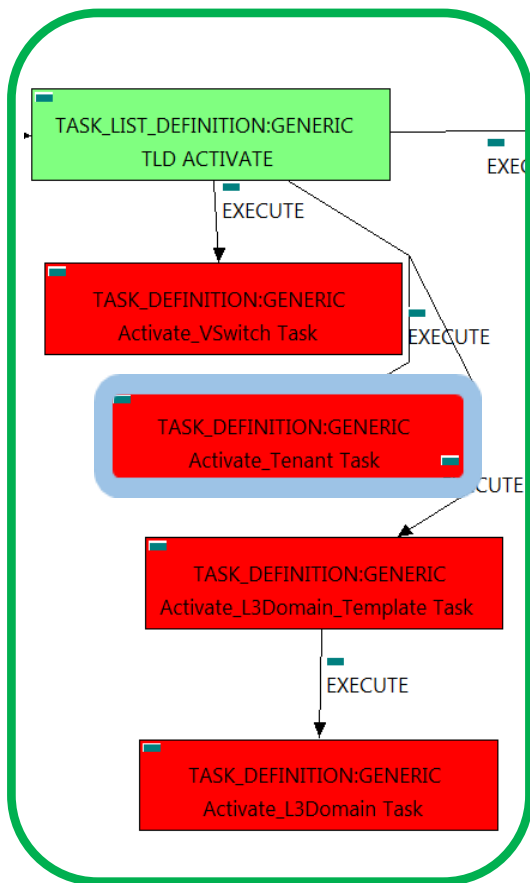 TASK_LIST_DEFINITION:GENERIC
TLD ACTIVATE
EXECUTE
TASK_DEFINITION:GENERIC
Activate_VSwitch Task
EXECUTE
TASK_DEFINITION:GENERIC
Activate_Tenant Task
TASK_DEFINITION:GENERIC
Activate_L3Domain_Template Task
EXECUTE
TASK_DEFINITION:GENERIC
Activate_L3Domain Task